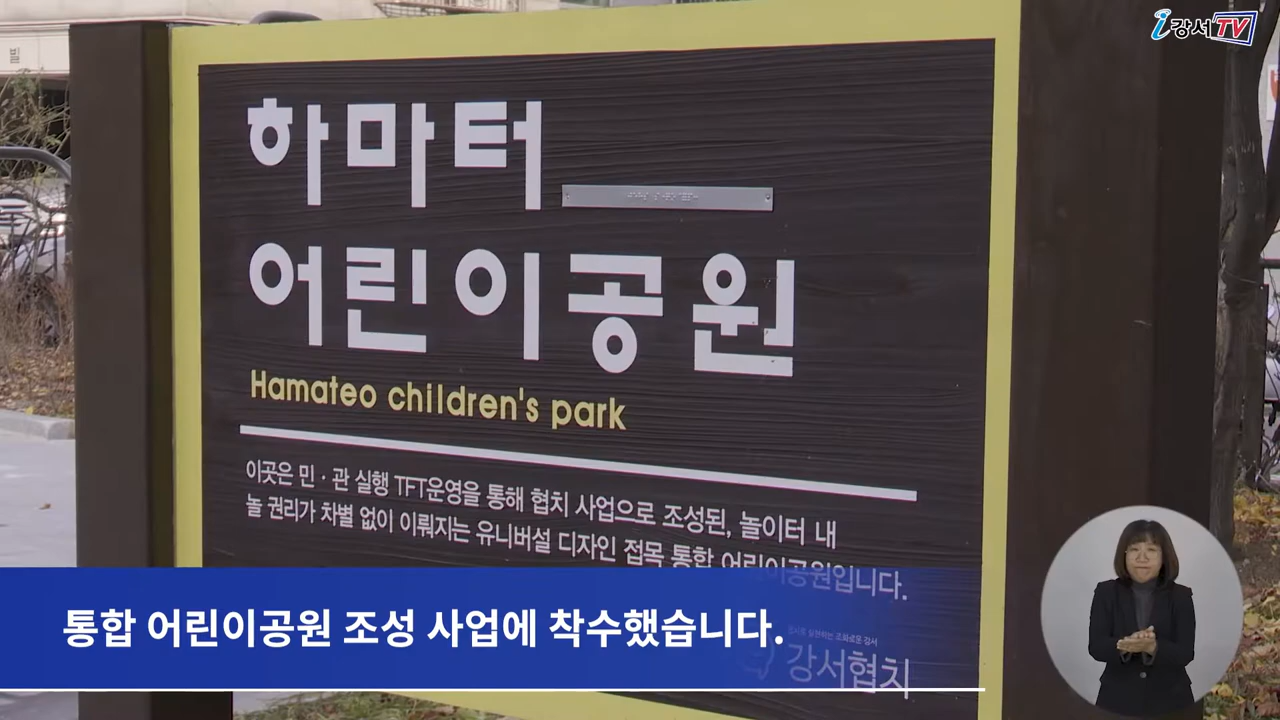 i강서TV
빌
하마터
어린이공원
Hamateo children's park
이곳은 민·관 실행 TFT운영을 통해 협치 사업으로 조성된, 놀이터 내
놀 권리가 차별 없이 이뤄지는 유니버설 디자인 접목 통합 어린이공원입니다.
통합 어린이공원 조성 사업에 착수했습니다.
강서협치